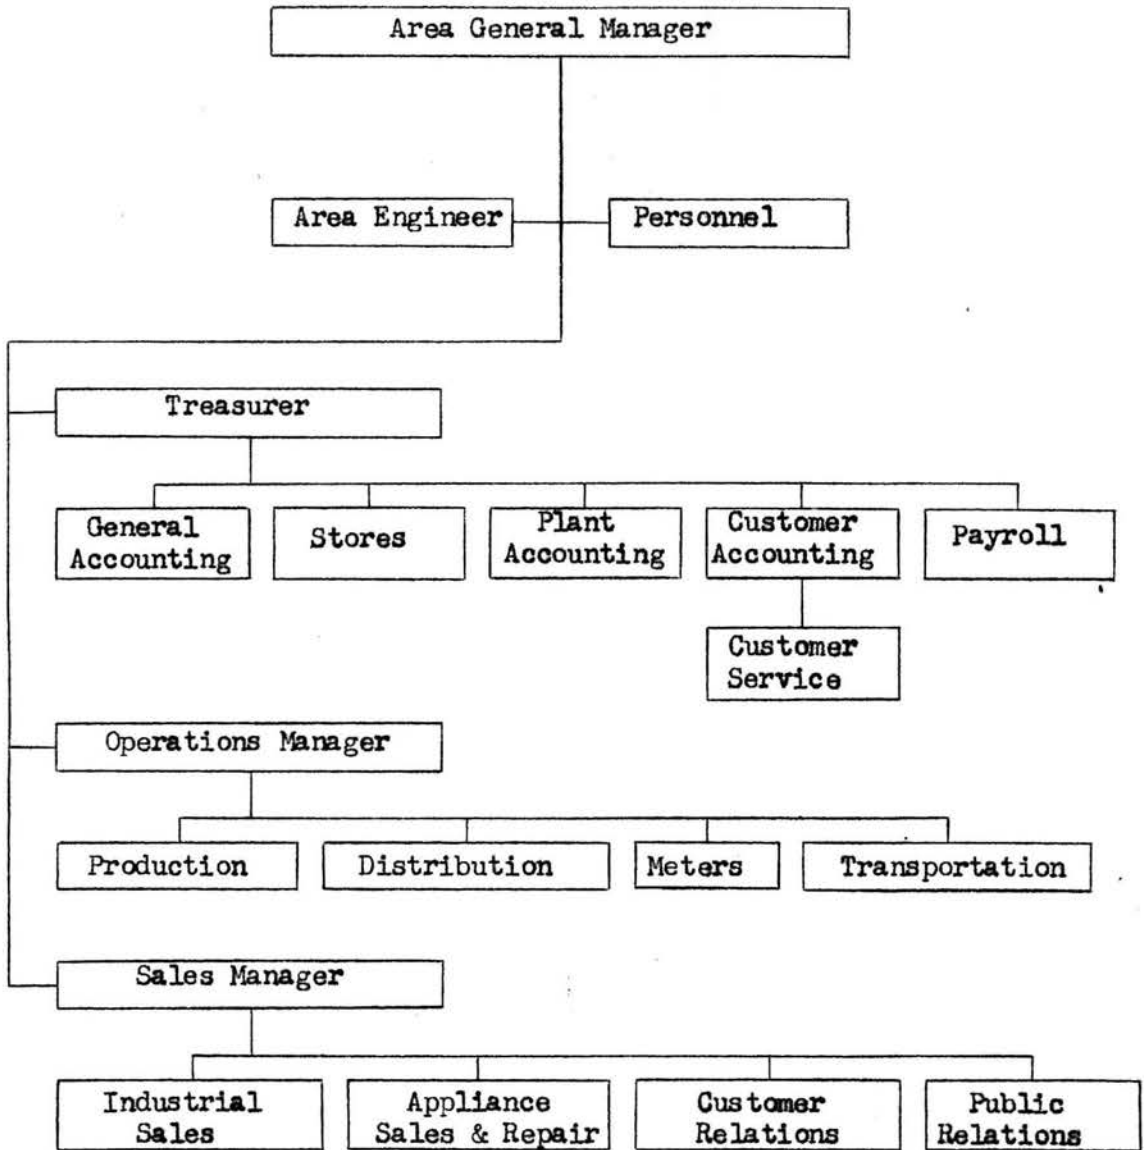 Area General Manager
Area Engineer
Personnel
Treasurer
General
Accounting
Stores
Plant
Accounting
Customer
Accounting
Payroll
Customer
Service
Operations Manager
Production
Distribution
Meters
Transportation
Sales Manager
Industrial
Sales
Appliance
Sales & Repair
Customer
Relations
Public
Relations